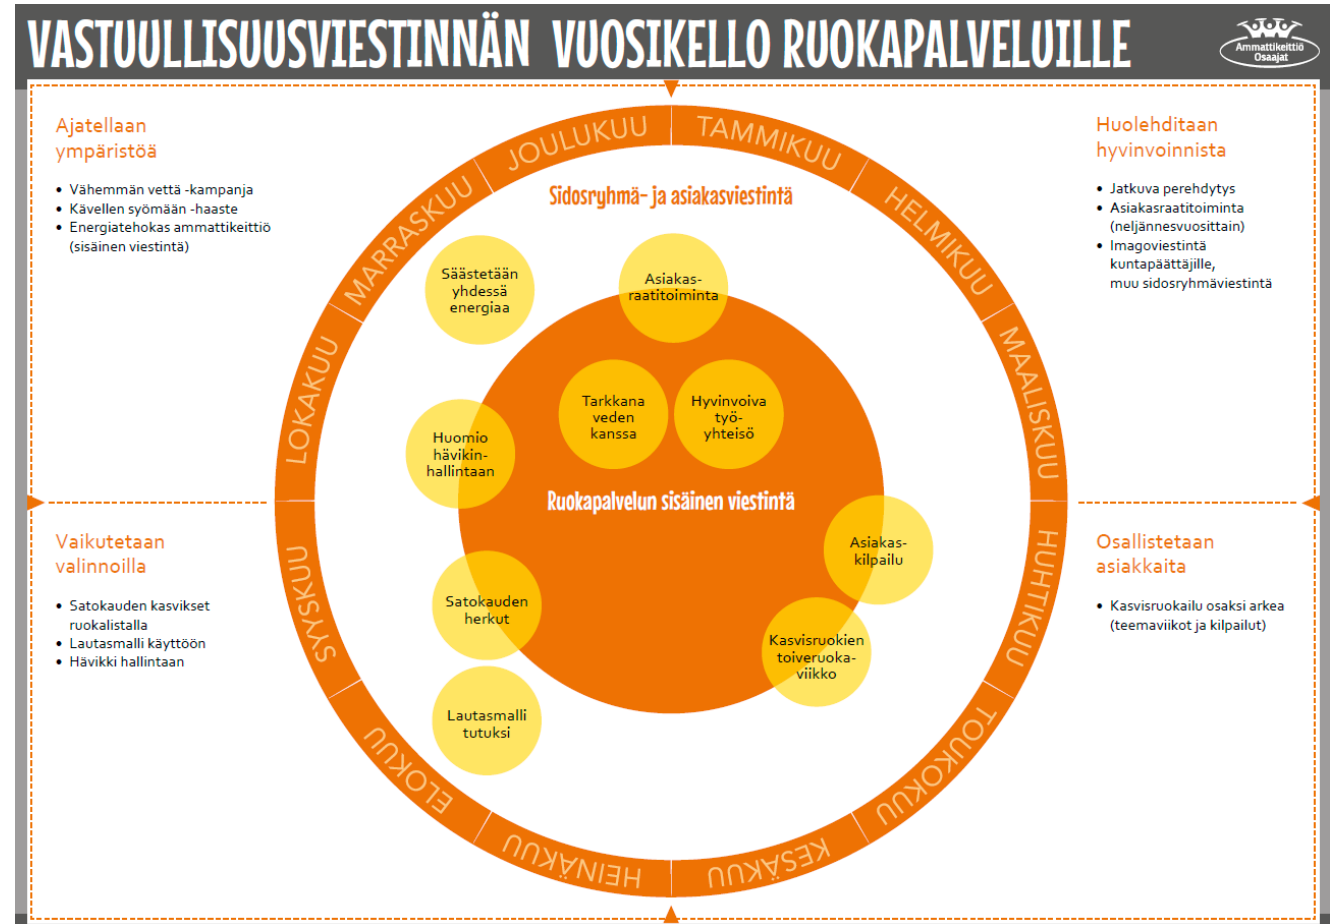 VASTUULLISUUSVIESTINNÄN VUOSIKELLO RUOKAPALVELUILLE
Ammattikeittiö
Osaajat
Ajatellaan
ympäristöä
• Vähemmän vettä -kampanja
• Kävellen syömään -haaste
• Energiatehokas ammattikeittiö
(sisäinen viestintä)
Huolehditaan
hyvinvoinnista
• Jatkuva perehdytys
• Asiakasraatitoiminta
(neljännesvuosittain)
• Imagoviestintä
kuntapäättäjille,
muu sidosryhmäviestintä
TAMMIKUU
HELMIKUU
MAALISKUU
HUHTIKUU
TOUKOKUU
KESÄKUU
HEINÄKUU
ELOKUU
SYYSKUU
LOKAKUU
MARRASKUU
JOULUKUU
Sidosryhmä- ja asiakasviestintä
Säästetään
yhdessä
energiaa
Asiakas-
raatitoiminta
Tarkkana
veden
kanssa
Hyvinvoiva
työ-
yhteisö
Huomio
hävikin-
hallintaan
Ruokapalvelun sisäinen viestintä
Asiakas-
kilpailu
Satokauden
herkut
Kasvisruokien
toiveruoka-
viikko
Lautasmalli
tutuksi
Vaikutetaan
valinnoilla
• Satokauden kasvikset
ruokalistalla
• Lautasmalli käyttöön
• Hävikki hallintaan
Osallistetaan
asiakkaita
• Kasvisruokailu osaksi arkea
(teemaviikot ja kilpailut)